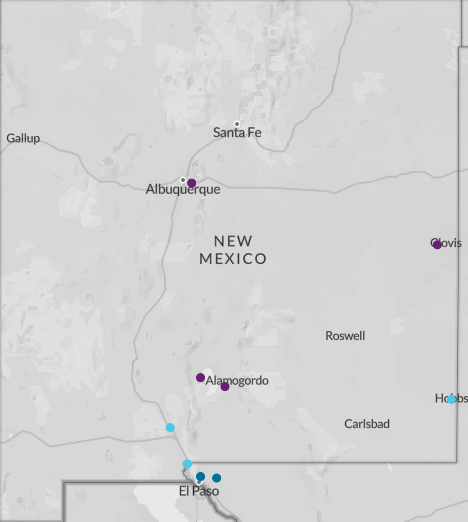 Santa Fe
Gallup
Albuquerque
NEW
MEXICO
Clovis
Roswell
Alamogordo
Hobbs
Carlsbad
El Paso